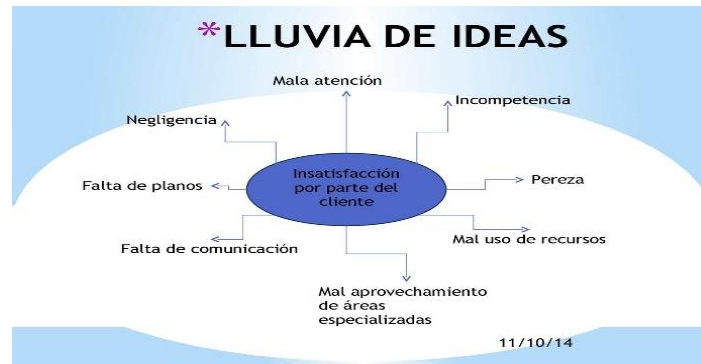 *LLUVIA DE IDEAS
Mala atención
Incompetencia
Negligencia
Insatisfacción
por parte del
cliente
Falta de planos
Pereza
Falta de comunicación
Mal uso de recursos
Mal aprovechamiento
de áreas
especializadas
11/10/14